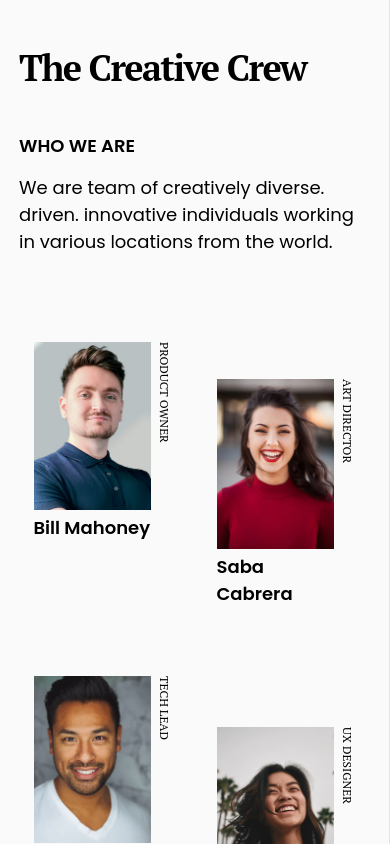 The Creative Crew
WHO WE ARE
We are team of creatively diverse.
driven. innovative individuals working
in various locations from the world.
PRODUCT OWNER
Bill Mahoney
ART DIRECTOR
Saba
Cabrera
TECH LEAD
UX DESIGNER